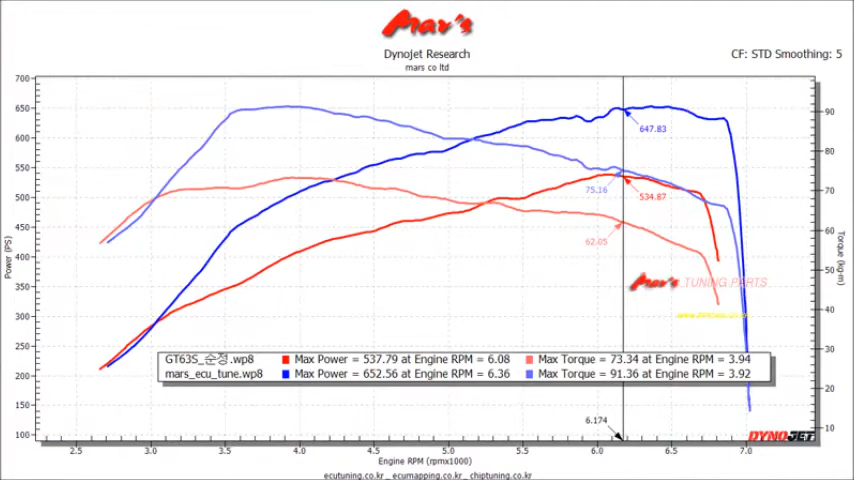 Mar's
Dynojet Research
mars co ltd
CF: STD Smoothing: 5
700
650
600
550
500
450
400
350
300
250
200
150
100
Power (PS)
90
80
70
60
50
40
30
20
10
Torque (kg-m)
647.83
75.16
534.87
62.05
Mar's TUNING PARTS
GT63S_순정.wp8 Max Power = 537.79 at Engine RPM = 6.08 Max Torque = 73.34 at Engine RPM = 3.94
mars_ecu_tune.wp8 Max Power = 652.56 at Engine RPM = 6.36 Max Torque = 91.36 at Engine RPM = 3.92
6.174
DYNOJET
2.5 3.0 3.5 4.0 4.5 5.0 5.5 6.0 6.5 7.0
Engine RPM (rpmx1000)
ecutuning.co.kr _ ecumapping.co.kr _ chiptuning.co.kr